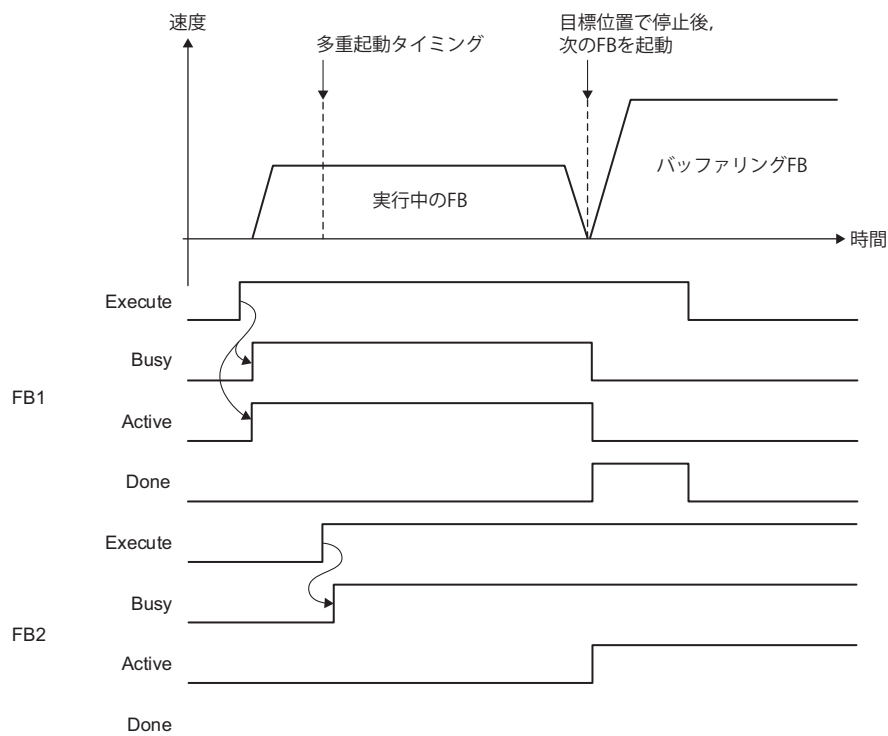 速度
多重起動タイミング
目標位置で停止後,
次のFBを起動
実行中のFB
バッファリングFB
時間
FB1
Execute
Busy
Active
Done
FB2
Execute
Busy
Active
Done